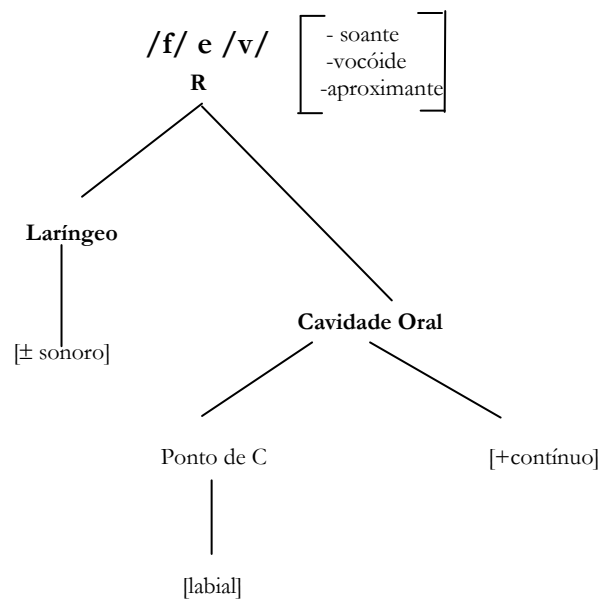 /f/ e /v/
- soante
-vocóide
-aproximante
R
Laríngeo
Cavidade Oral
[± sonoro]
Ponto de C
[+contínuo]
[labial]